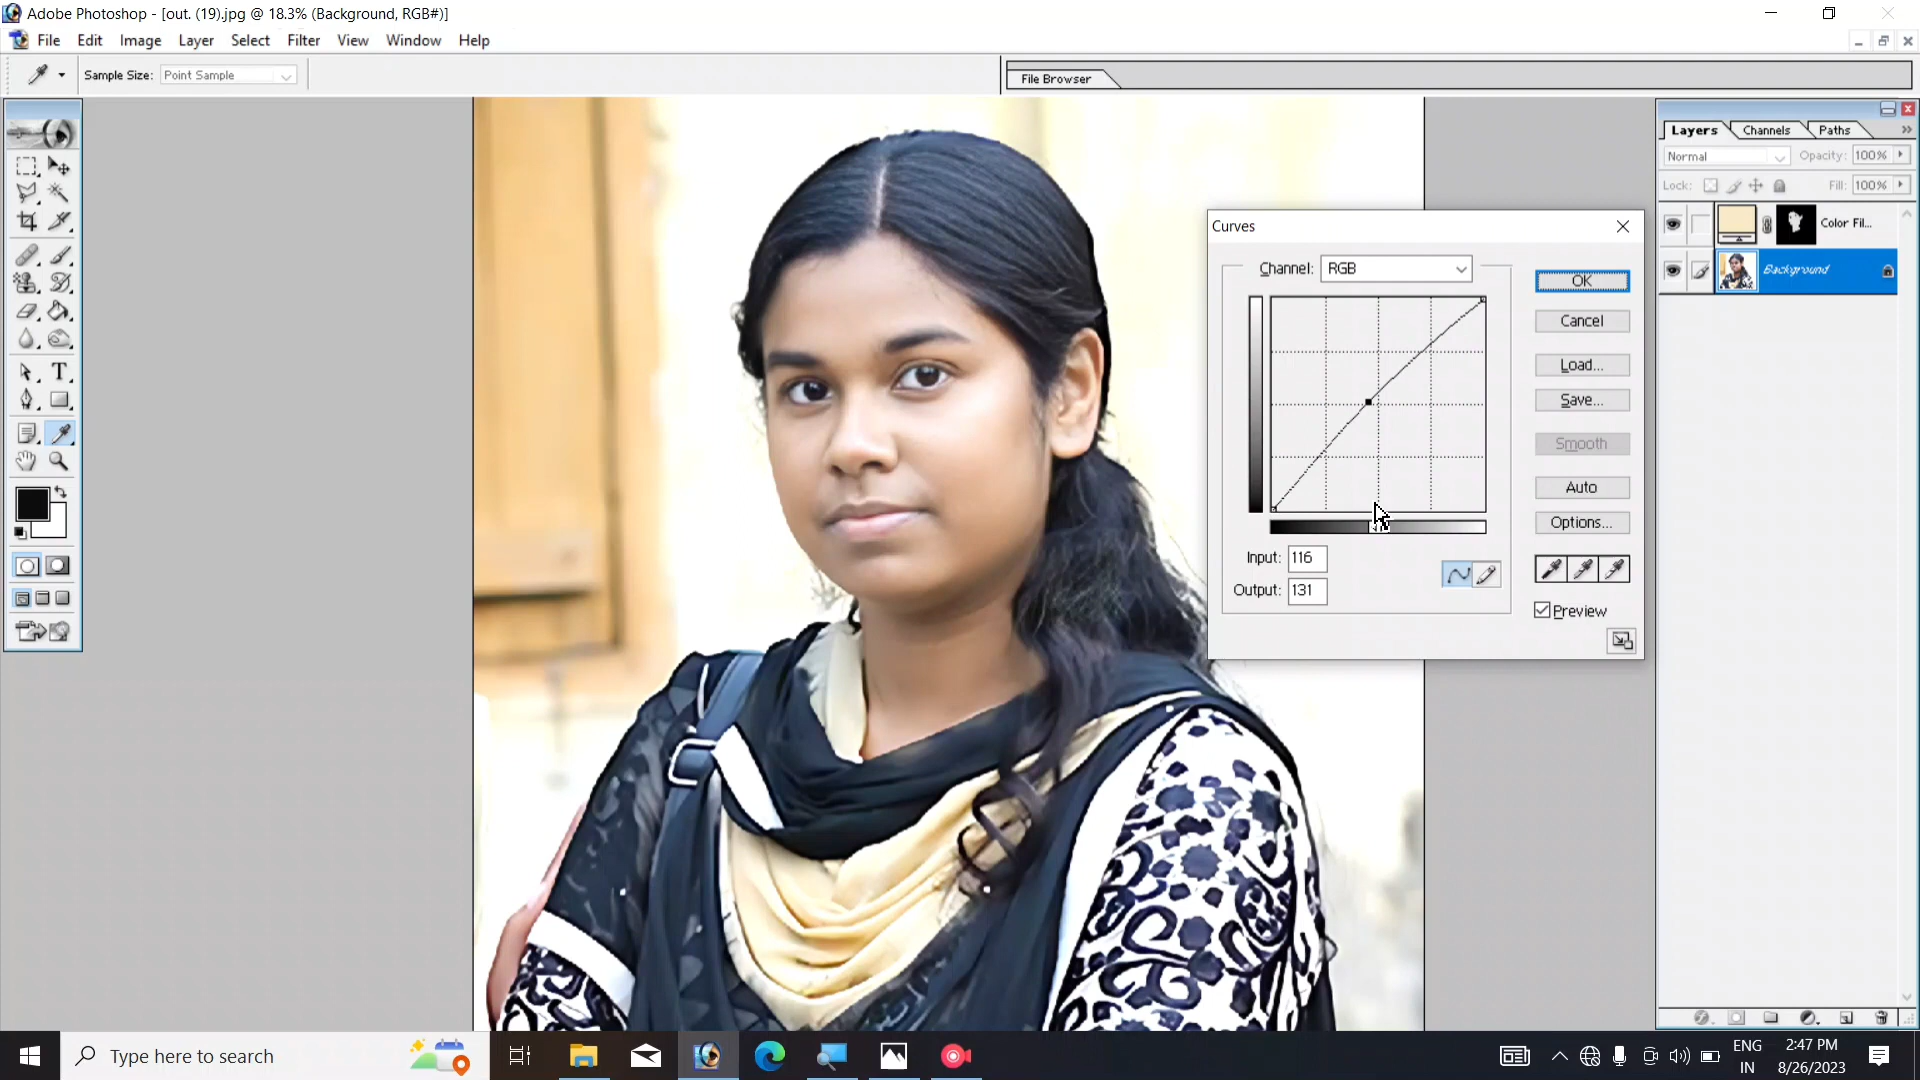 Adobe Photoshop - [out. (19).jpg @ 18.3% (Background, RGB#)]
File Edit Image Layer Select Filter View Window Help
Sample Size: Point Sample
File Browser
Layers Channels Paths
Normal Opacity: 100%
Lock: Fill: 100%
Color Fil...
Background
Curves
Channel: RGB
OK
Cancel
Load...
Save...
Smooth
Auto
Options...
Input: 116
Output: 131
Preview
T
Type here to search
ENG
IN
2:47 PM
8/26/2023